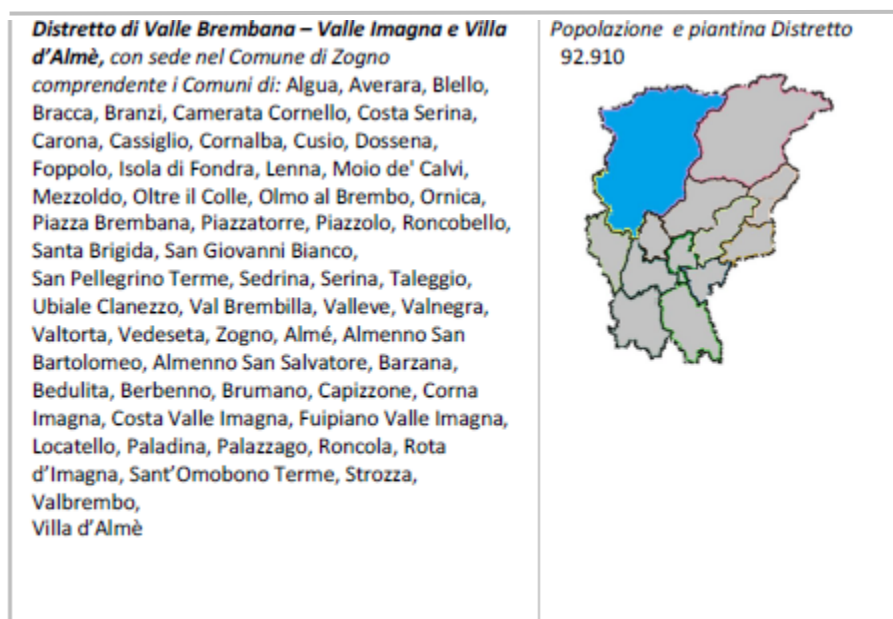 Distretto di Valle Brembana – Valle Imagna e Villa
d'Almè, con sede nel Comune di Zogno
comprendente i Comuni di: Algua, Averara, Blello,
Bracca, Branzi, Camerata Cornello, Costa Serina,
Carona, Cassiglio, Cornalba, Cusio, Dossena,
Foppolo, Isola di Fondra, Lenna, Moio de' Calvi,
Mezzoldo, Oltre il Colle, Olmo al Brembo, Ornica,
Piazza Brembana, Piazzatorre, Piazzolo, Roncobello,
Santa Brigida, San Giovanni Bianco,
San Pellegrino Terme, Sedrina, Serina, Taleggio,
Ubiale Clanezzo, Val Brembilla, Valleve, Valnegra,
Valtorta, Vedeseta, Zogno, Almé, Almenno San
Bartolomeo, Almenno San Salvatore, Barzana,
Bedulita, Berbenno, Brumano, Capizzone, Corna
Imagna, Costa Valle Imagna, Fuipiano Valle Imagna,
Locatello, Paladina, Palazzago, Roncola, Rota
d'Imagna, Sant'Omobono Terme, Strozza,
Valbrembo,
Villa d'Almè
Popolazione e piantina Distretto
92.910